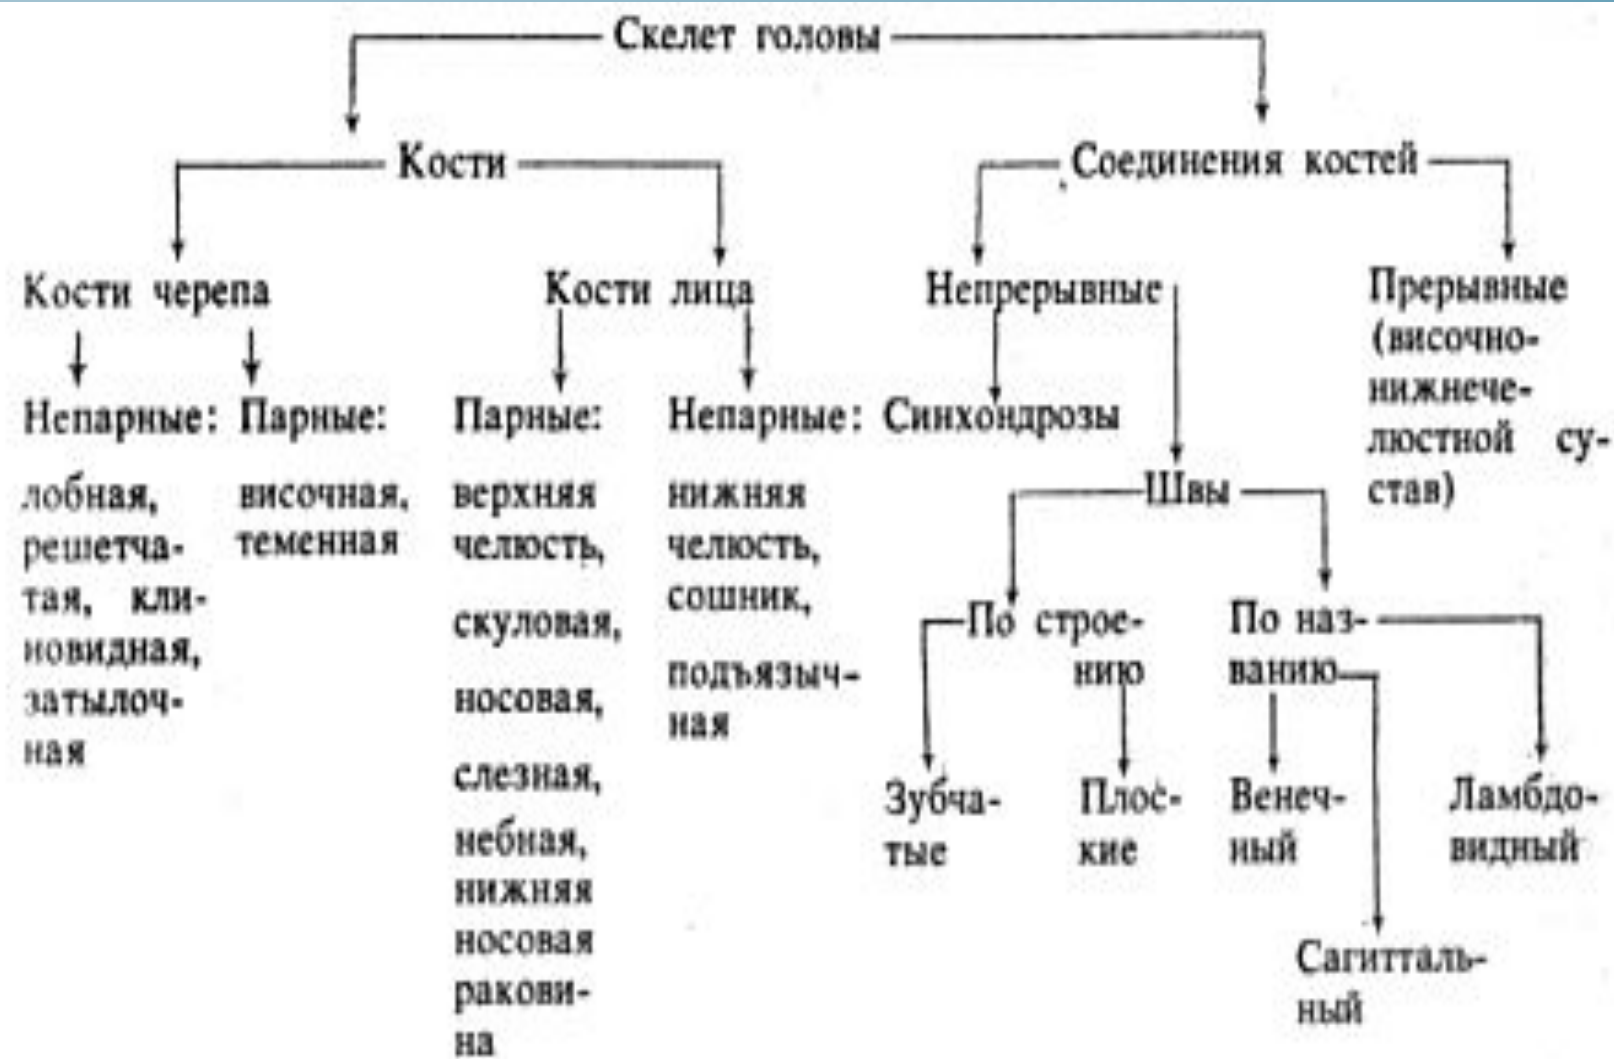 Скелет головы
Кости
Соединения костей
Кости черепа
Непарные:
лобная,
решетча-
тая, кли-
новидная,
затылоч-
ная
Парные:
височная,
теменная
Кости лица
Парные:
верхняя
челюсть,
скуловая,
носовая,
слезная,
небная,
нижняя
носовая
ракови-
на
Непарные:
нижняя
челюсть,
сошник,
подъязыч-
ная
Непрерывные
Синхондрозы
Швы
По строе-
нию
Зубча-
тые
Плос-
кие
По наз-
ванию
Венеч-
ный
Сагитталь-
ный
Ламбдо-
видный
Прерывные
(височно-
нижнече-
люстной су-
став)